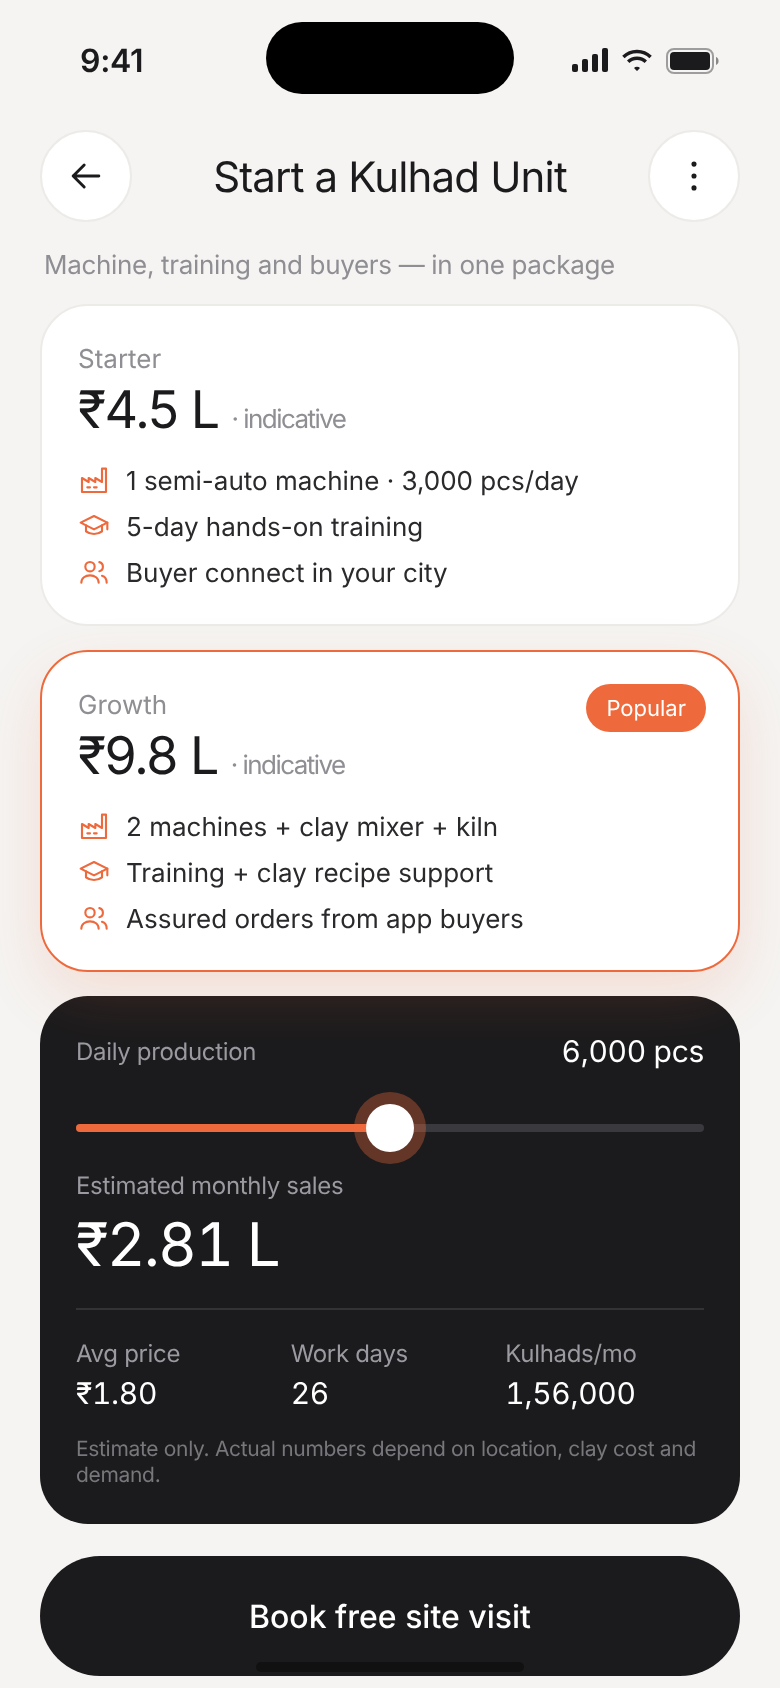 9:41
Start a Kulhad Unit
Machine, training and buyers — in one package
Starter
₹4.5 L · indicative
1 semi-auto machine · 3,000 pcs/day
5-day hands-on training
Buyer connect in your city
Growth
Popular
₹9.8 L · indicative
2 machines + clay mixer + kiln
Training + clay recipe support
Assured orders from app buyers
Daily production 6,000 pcs
Estimated monthly sales
₹2.81 L
Avg price Work days Kulhads/mo
₹1.80 26 1,56,000
Estimate only. Actual numbers depend on location, clay cost and
demand.
Book free site visit